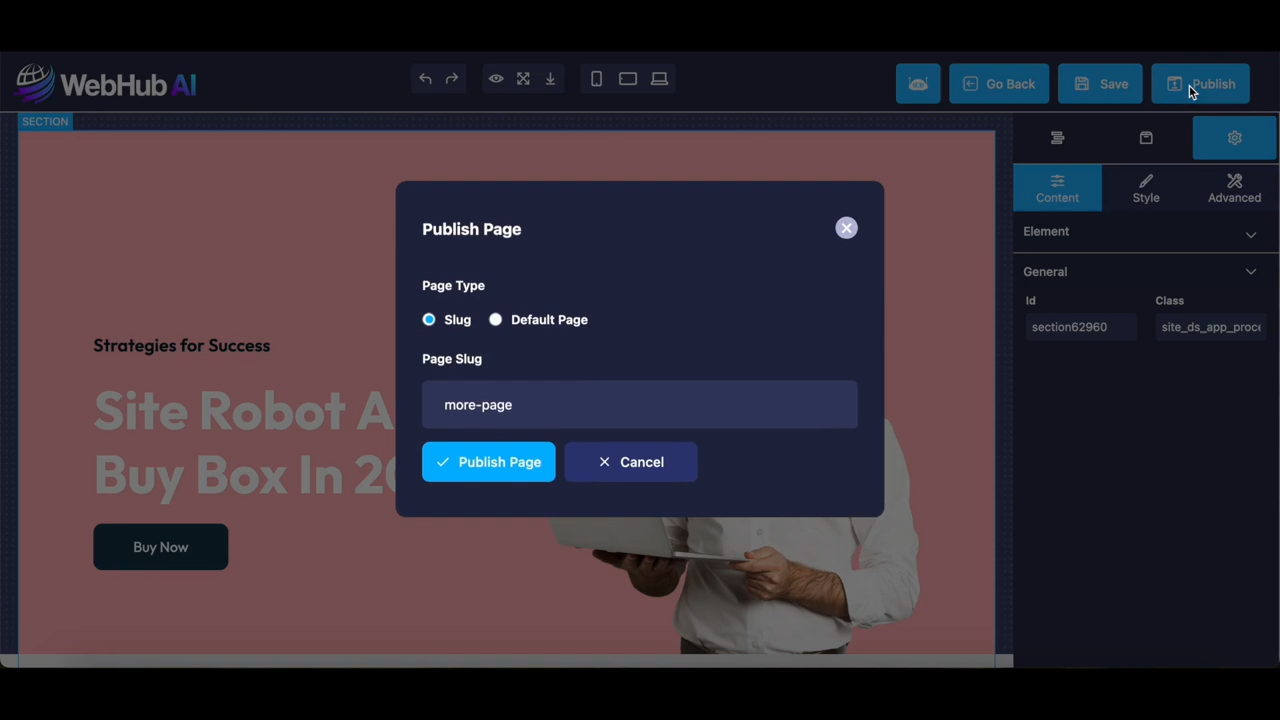 WebHub AI
Go Back
Save
Publish
SECTION
Content
Style
Advanced
Element
General
Id
Class
section62960
site_ds_app_proc
Publish Page
Page Type
Slug
Default Page
Page Slug
more-page
Publish Page
Cancel
Strategies for Success
Site Robot A
Buy Box In 20
Buy Now